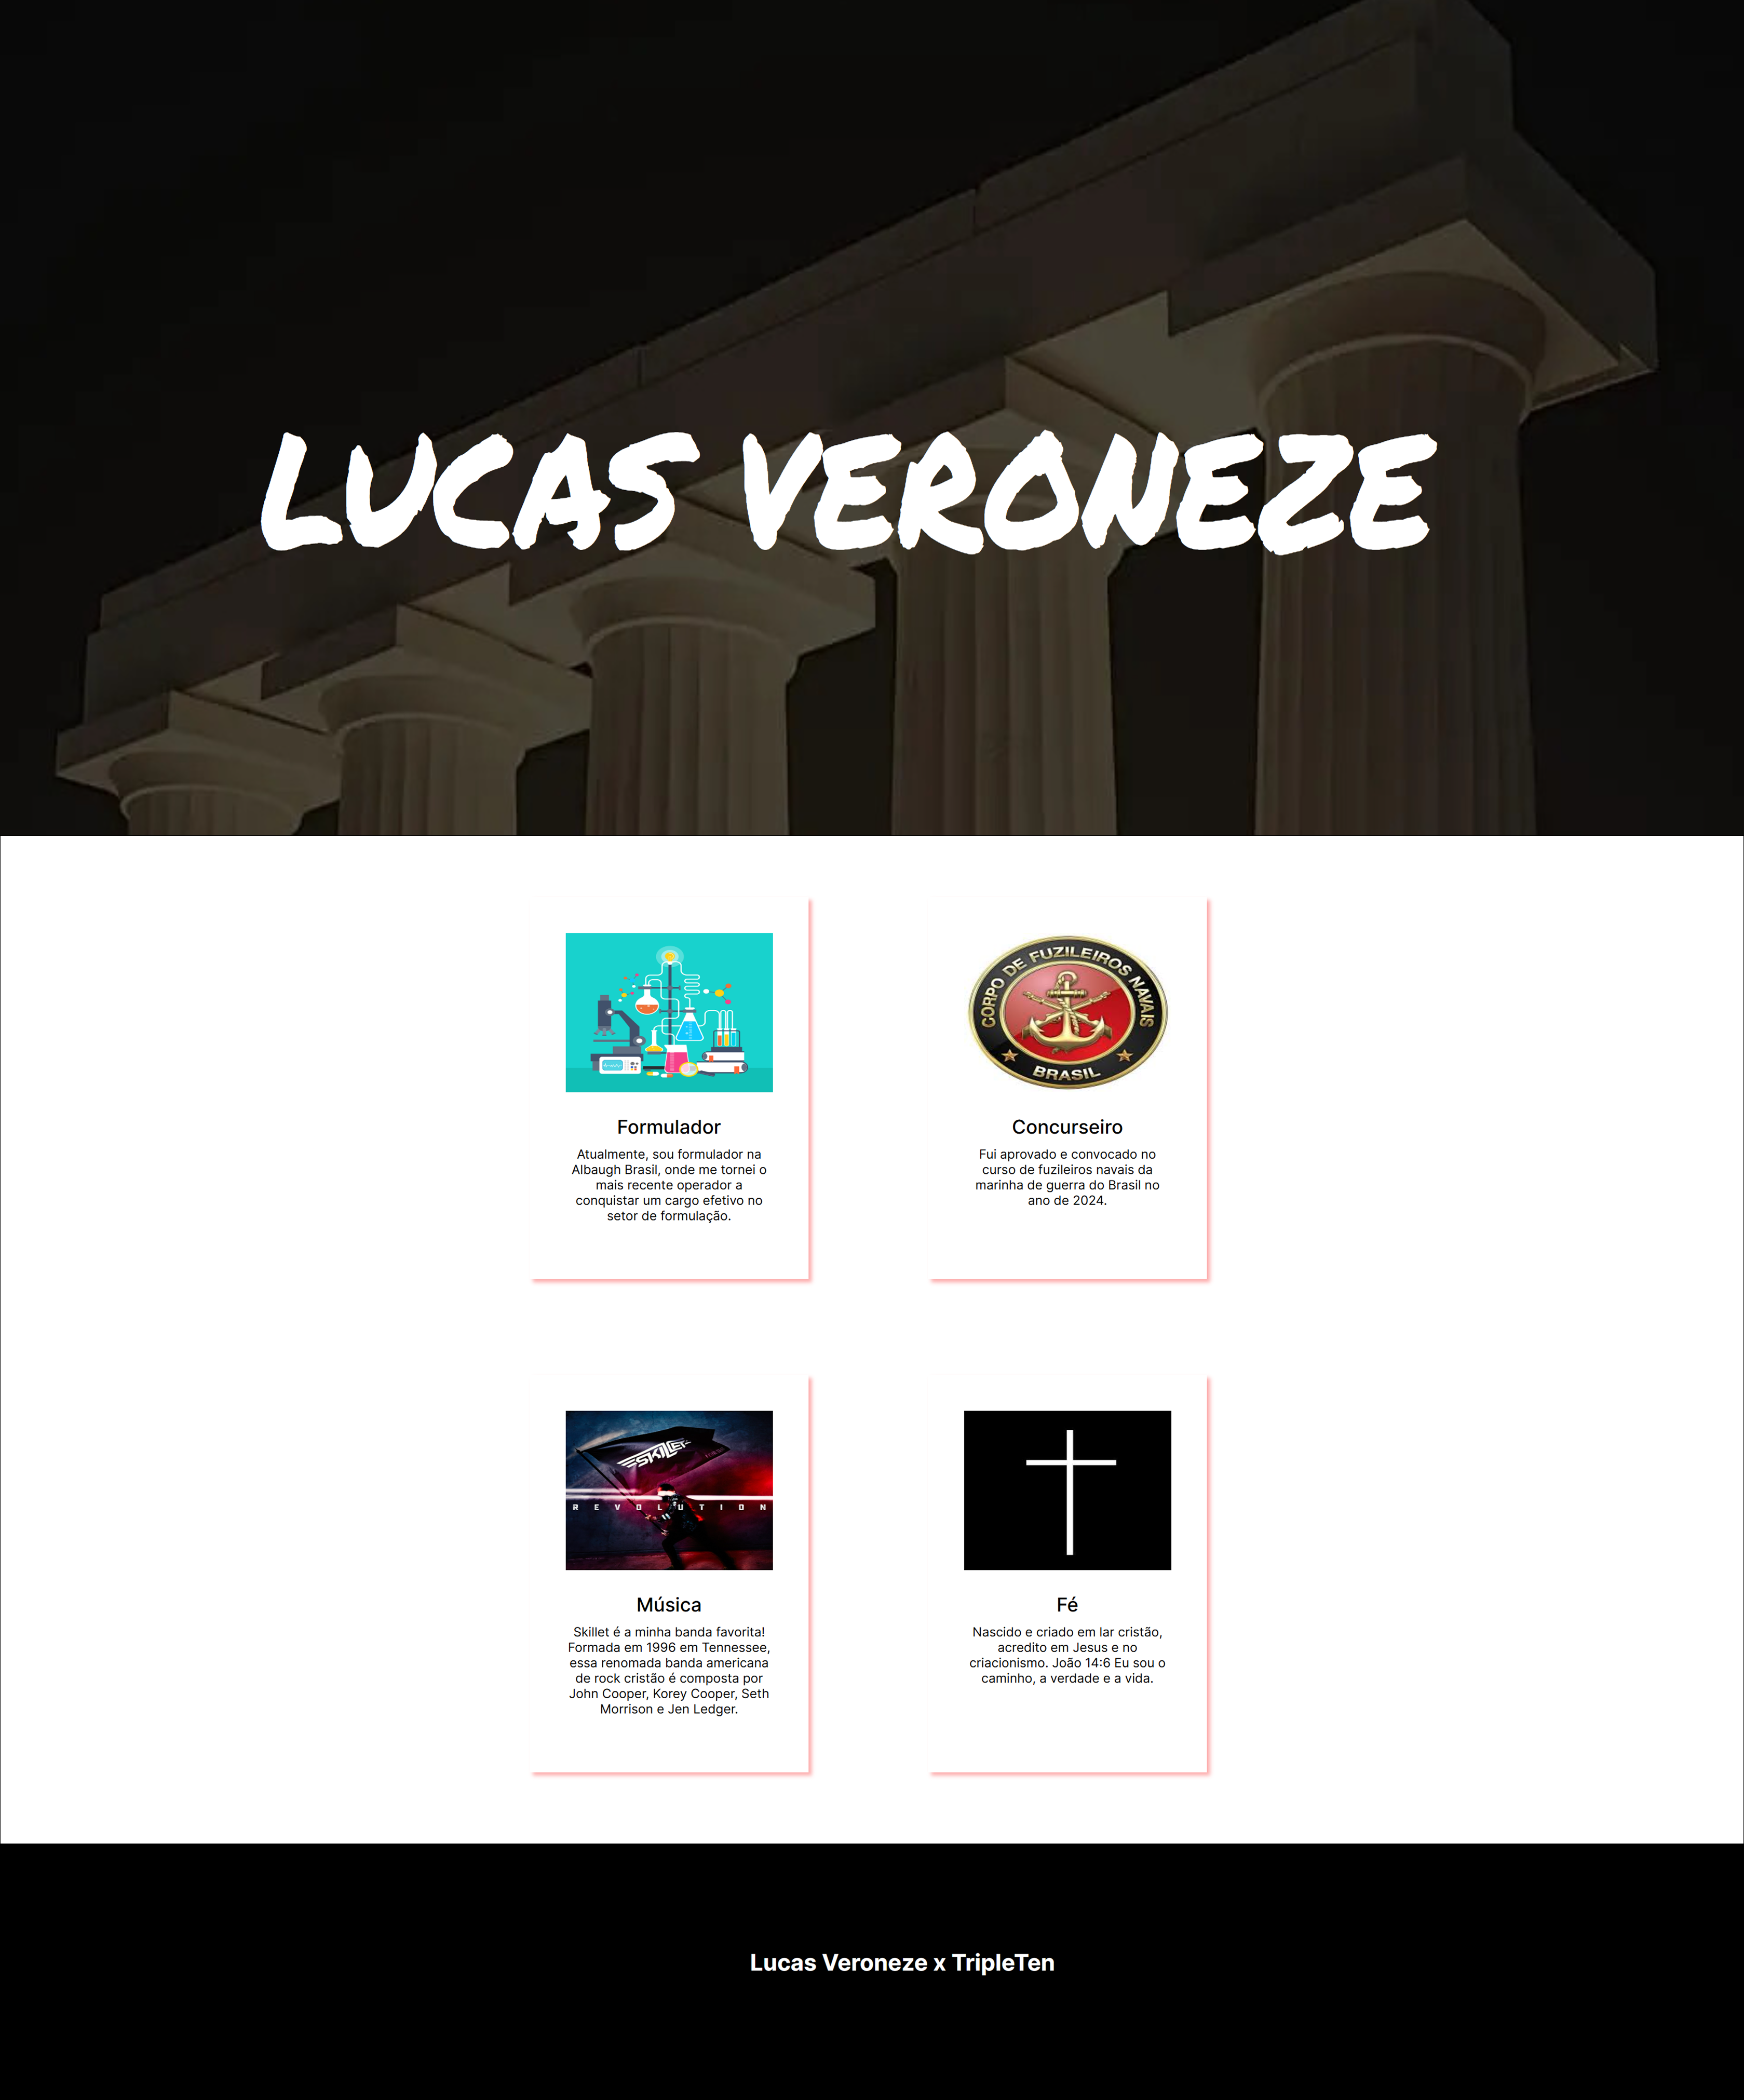 LUCAS VERONEZE
CORPO DE FUZILEIROS NAVAIS
BRASIL
Formulador
Atualmente, sou formulador na
Albaugh Brasil, onde me tornei o
mais recente operador a
conquistar um cargo efetivo no
setor de formulação.
Concurseiro
Fui aprovado e convocado no
curso de fuzileiros navais da
marinha de guerra do Brasil no
ano de 2024.
SKILLET
REVOLUTION
Música
Skillet é a minha banda favorita!
Formada em 1996 em Tennessee,
essa renomada banda americana
de rock cristão é composta por
John Cooper, Korey Cooper, Seth
Morrison e Jen Ledger.
Fé
Nascido e criado em lar cristão,
acredito em Jesus e no
criacionismo. João 14:6 Eu sou o
caminho, a verdade e a vida.
Lucas Veroneze x TripleTen